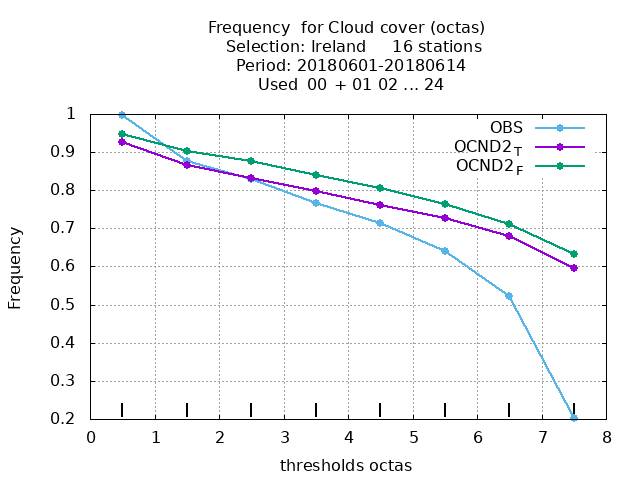 Frequency for Cloud cover (octas)
Selection: Ireland 16 stations
Period: 20180601-20180614
Used 00 + 01 02 ... 24
OBS
OCND2 T
OCND2 F
Frequency
1
0.9
0.8
0.7
0.6
0.5
0.4
0.3
0.2
0 1 2 3 4 5 6 7 8
thresholds octas